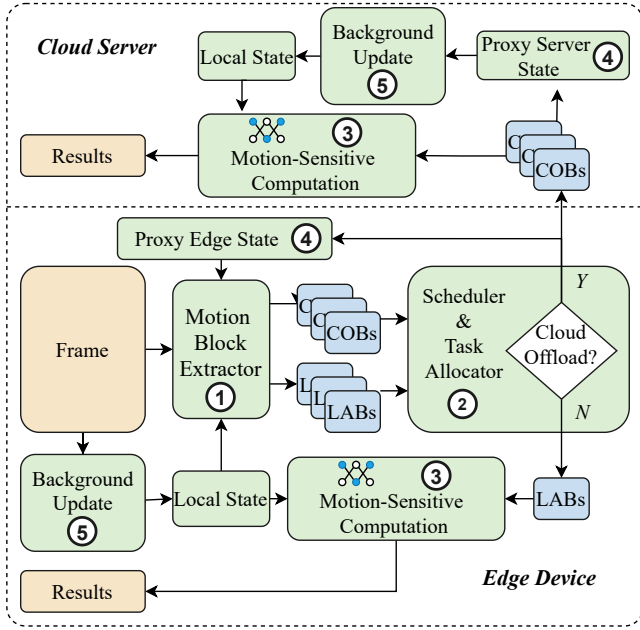 Cloud Server
Local State
Background
Update
5
Proxy Server
State
4
3
Motion-Sensitive
Computation
Results
C
C
COBs
Proxy Edge State
4
Frame
Motion
Block
Extractor
1
C
C
COBs
L
L
LABs
Scheduler
&
Task
Allocator
2
Y
Cloud
Offload?
N
Background
Update
5
Local State
3
Motion-Sensitive
Computation
LABs
Results
Edge Device